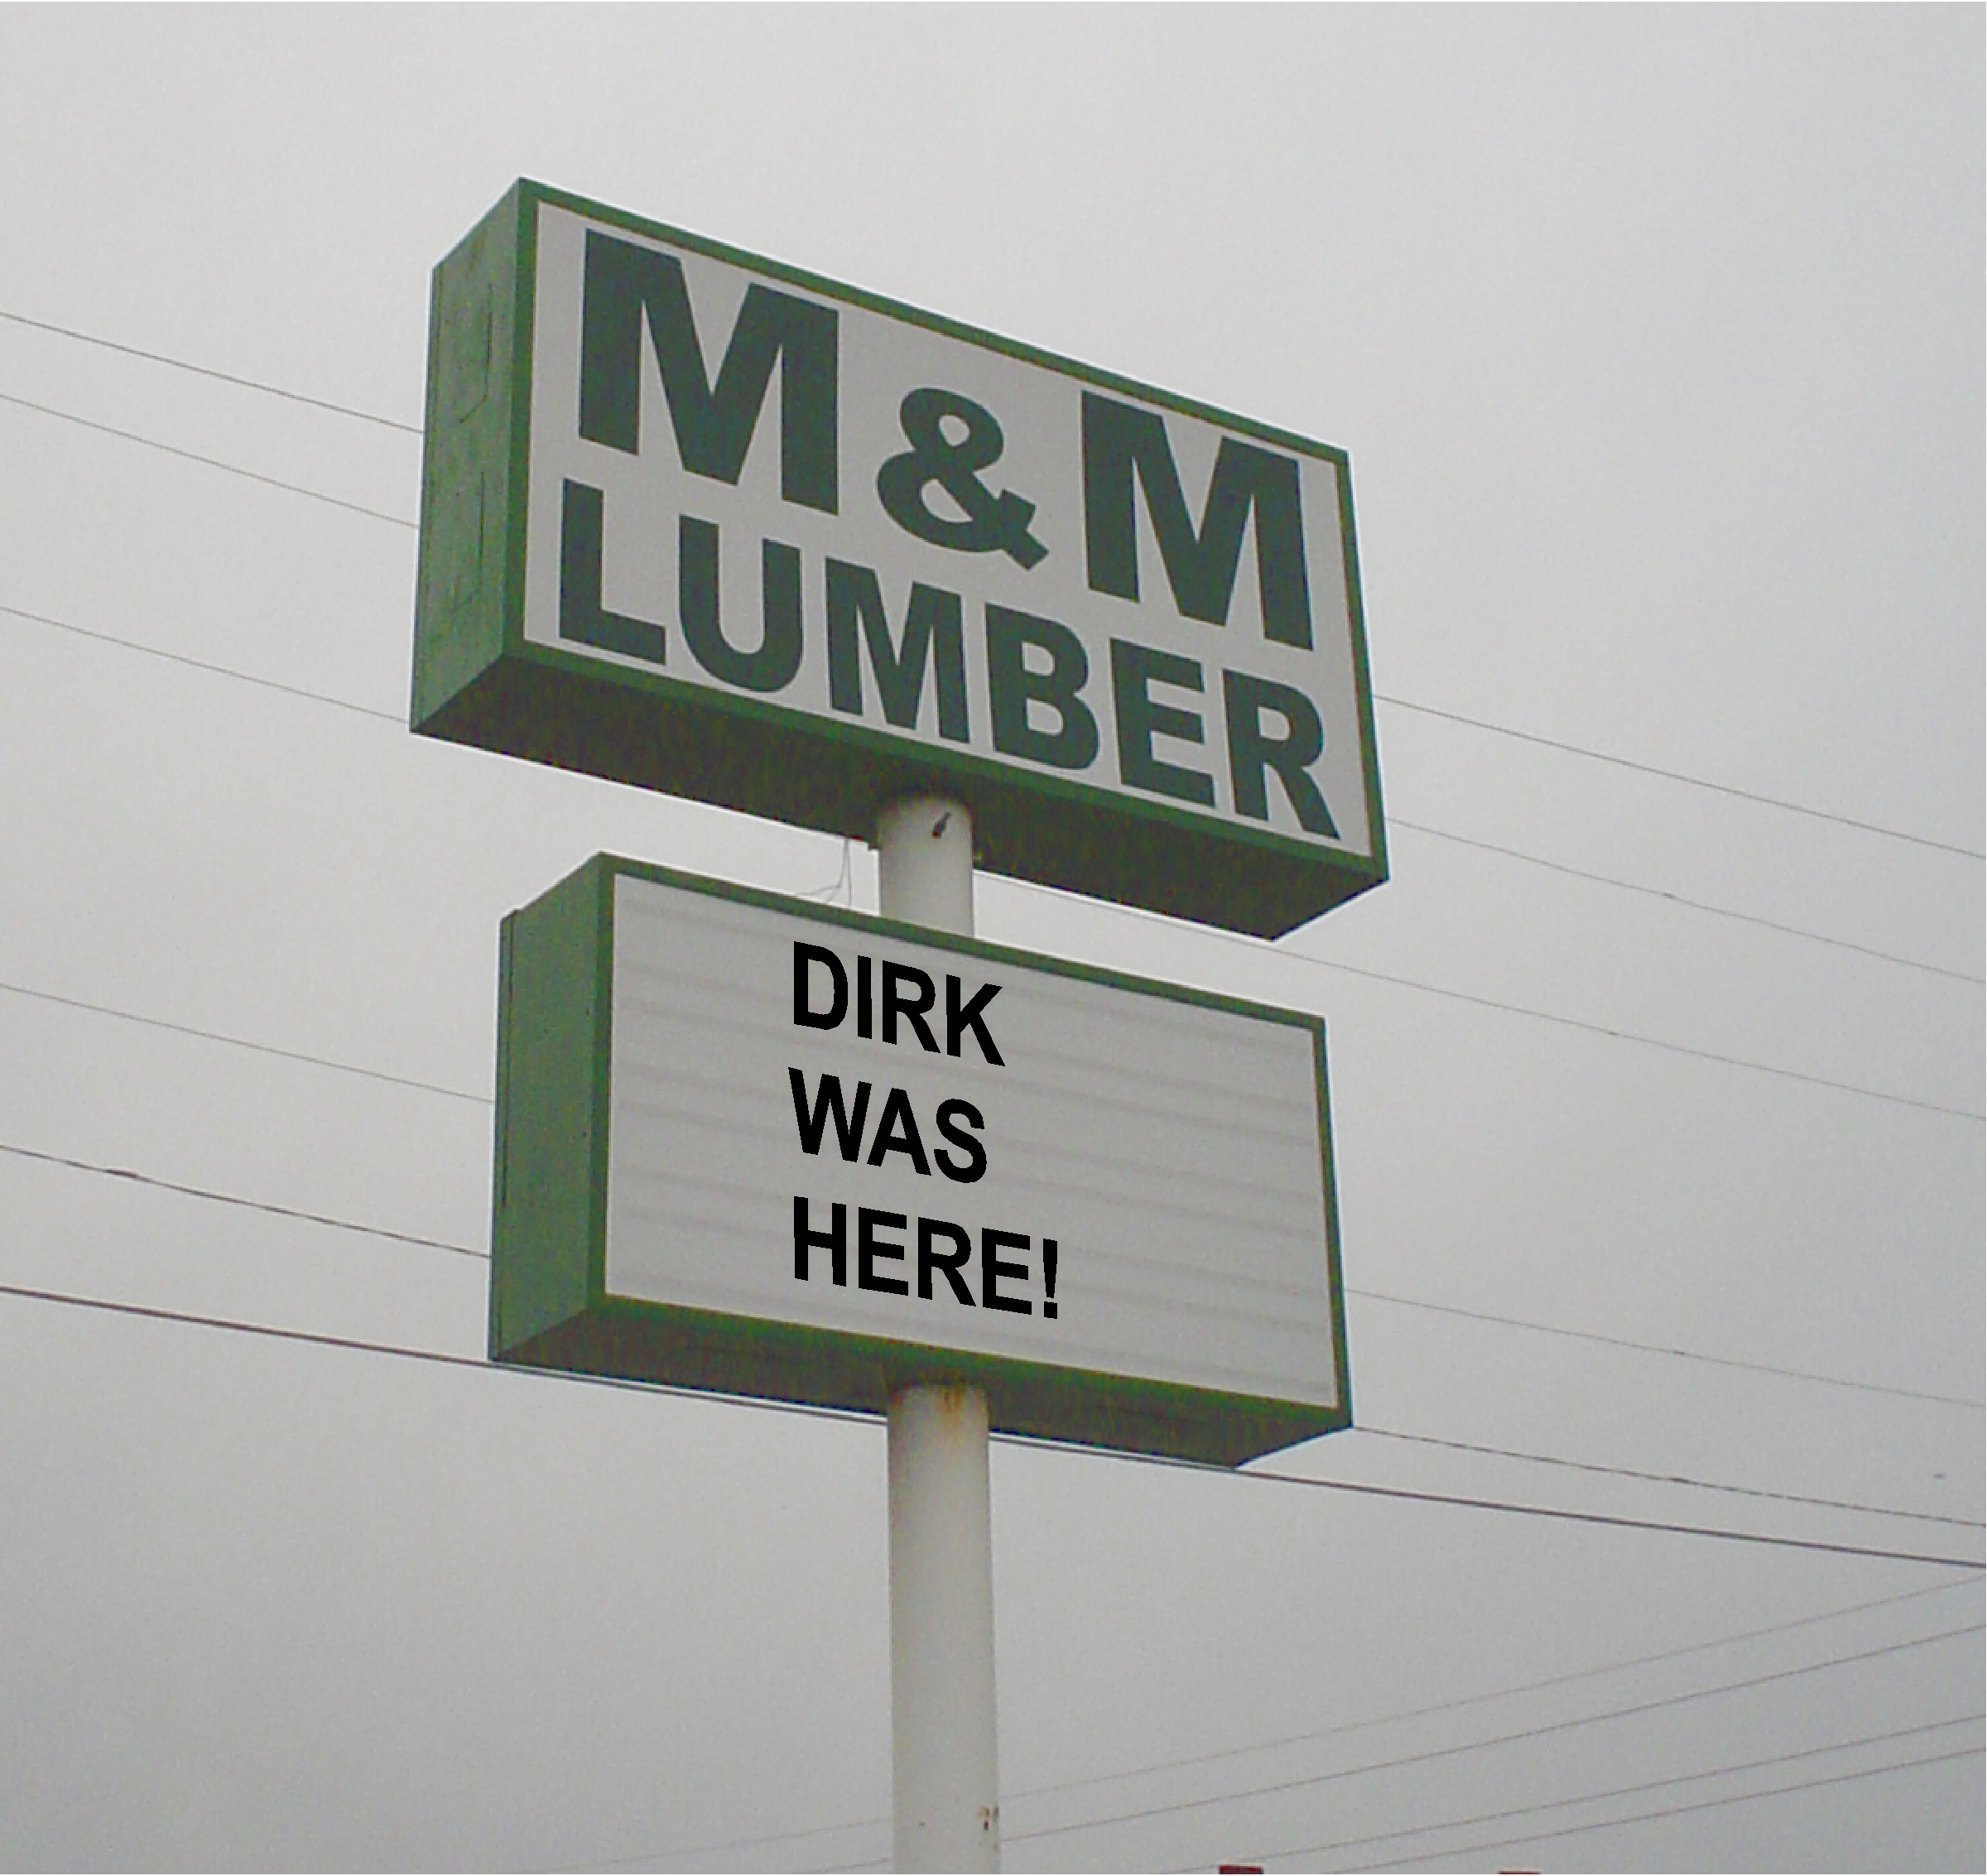 M & M
LUMBER
DIRK
WAS
HERE!